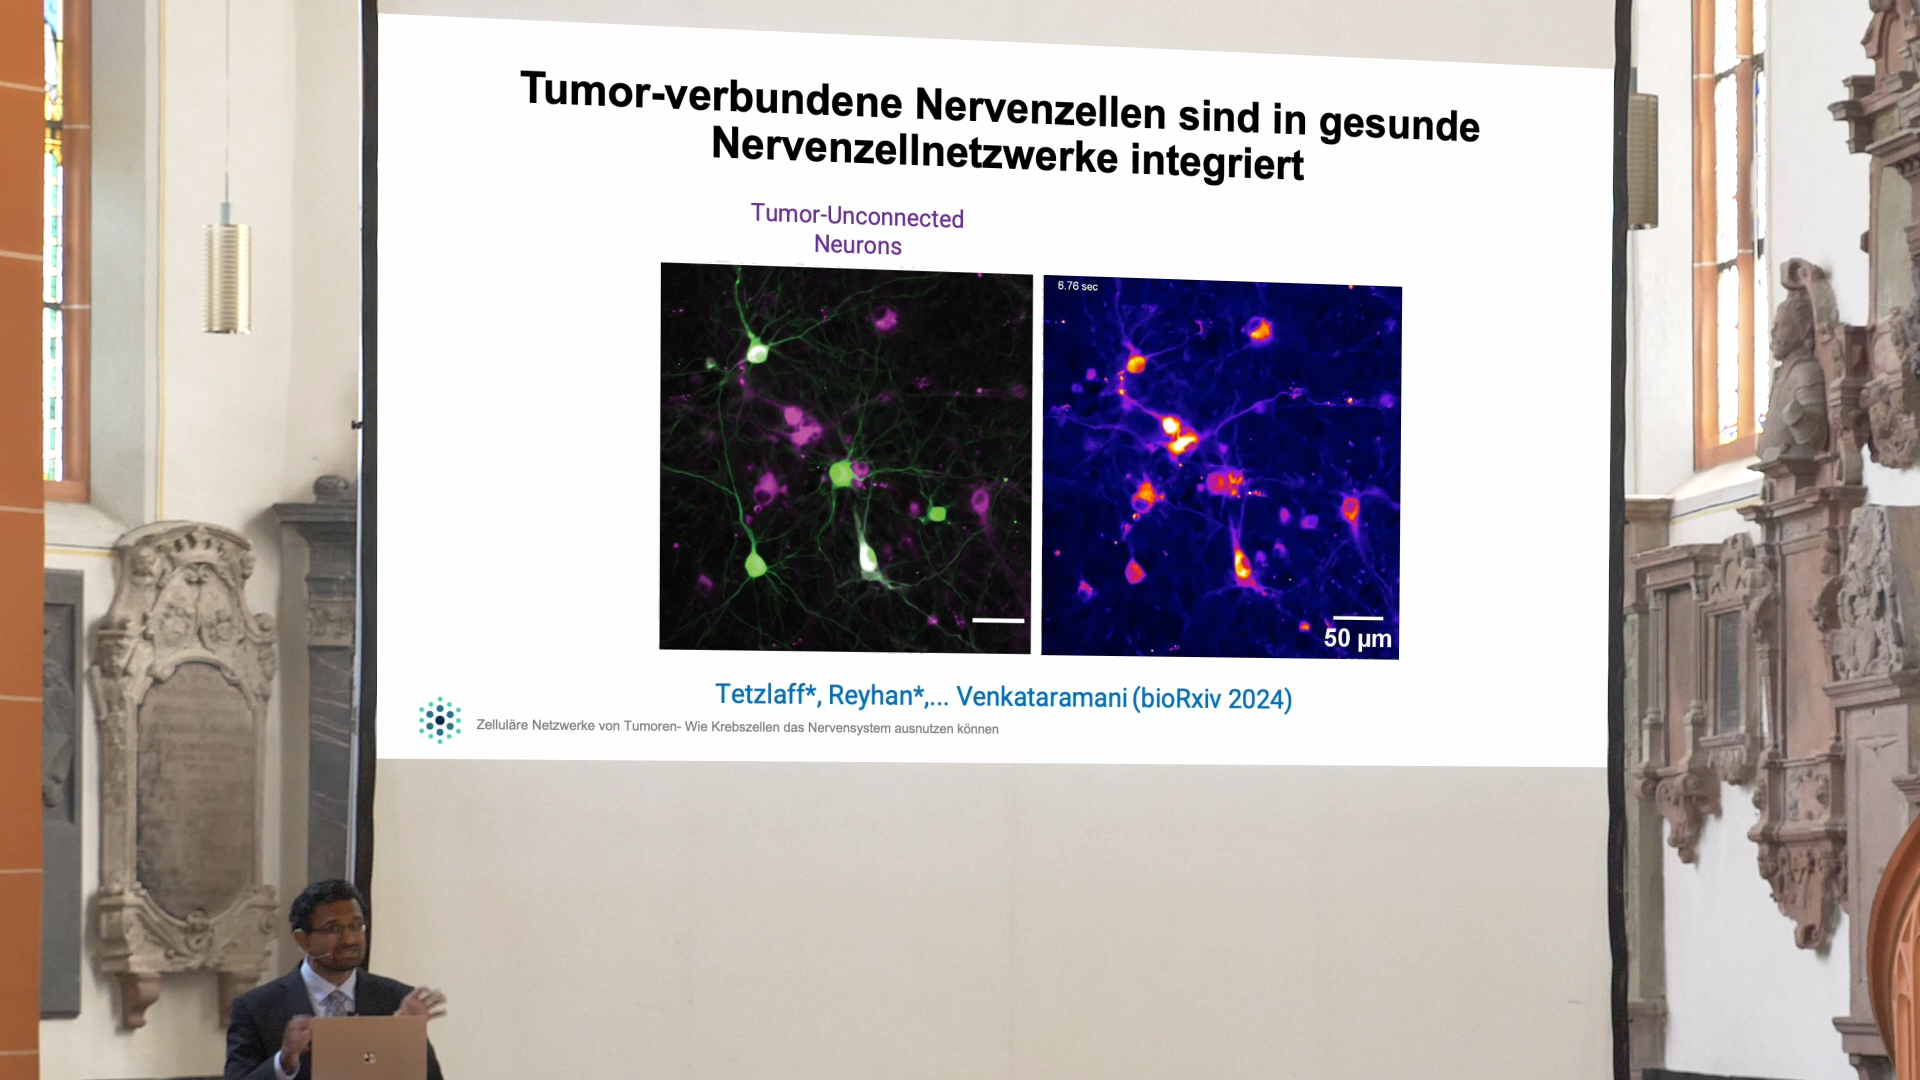 Tumor-verbundene Nervenzellen sind in gesunde
Nervenzellnetzwerke integriert
Tumor-Unconnected
Neurons
6.76 sec
50 µm
Tetzlaff*, Reyhan*,... Venkataramani (bioRxiv 2024)
Zelluläre Netzwerke von Tumoren- Wie Krebszellen das Nervensystem ausnutzen können